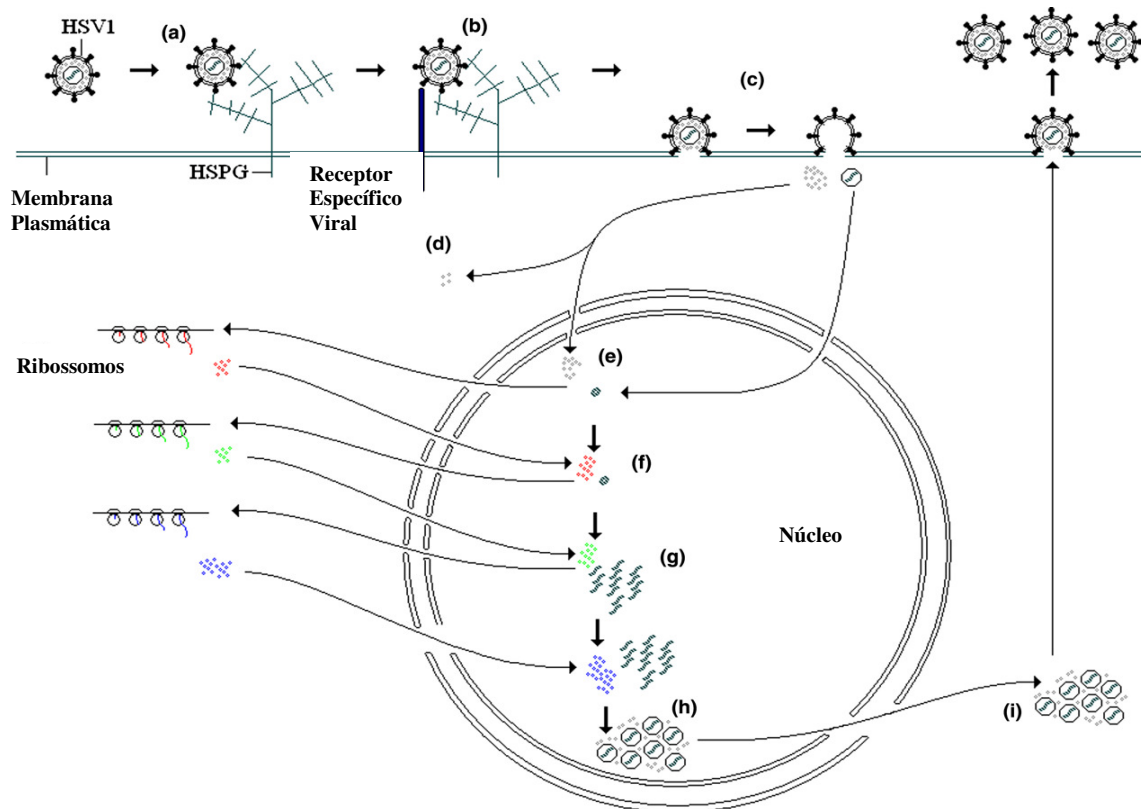 HSV1
(a)
(b)
(c)
HSPG
Membrana
Plasmática
Receptor
Específico
Viral
(d)
Ribossomos
(e)
(f)
Núcleo
(g)
(h)
(i)